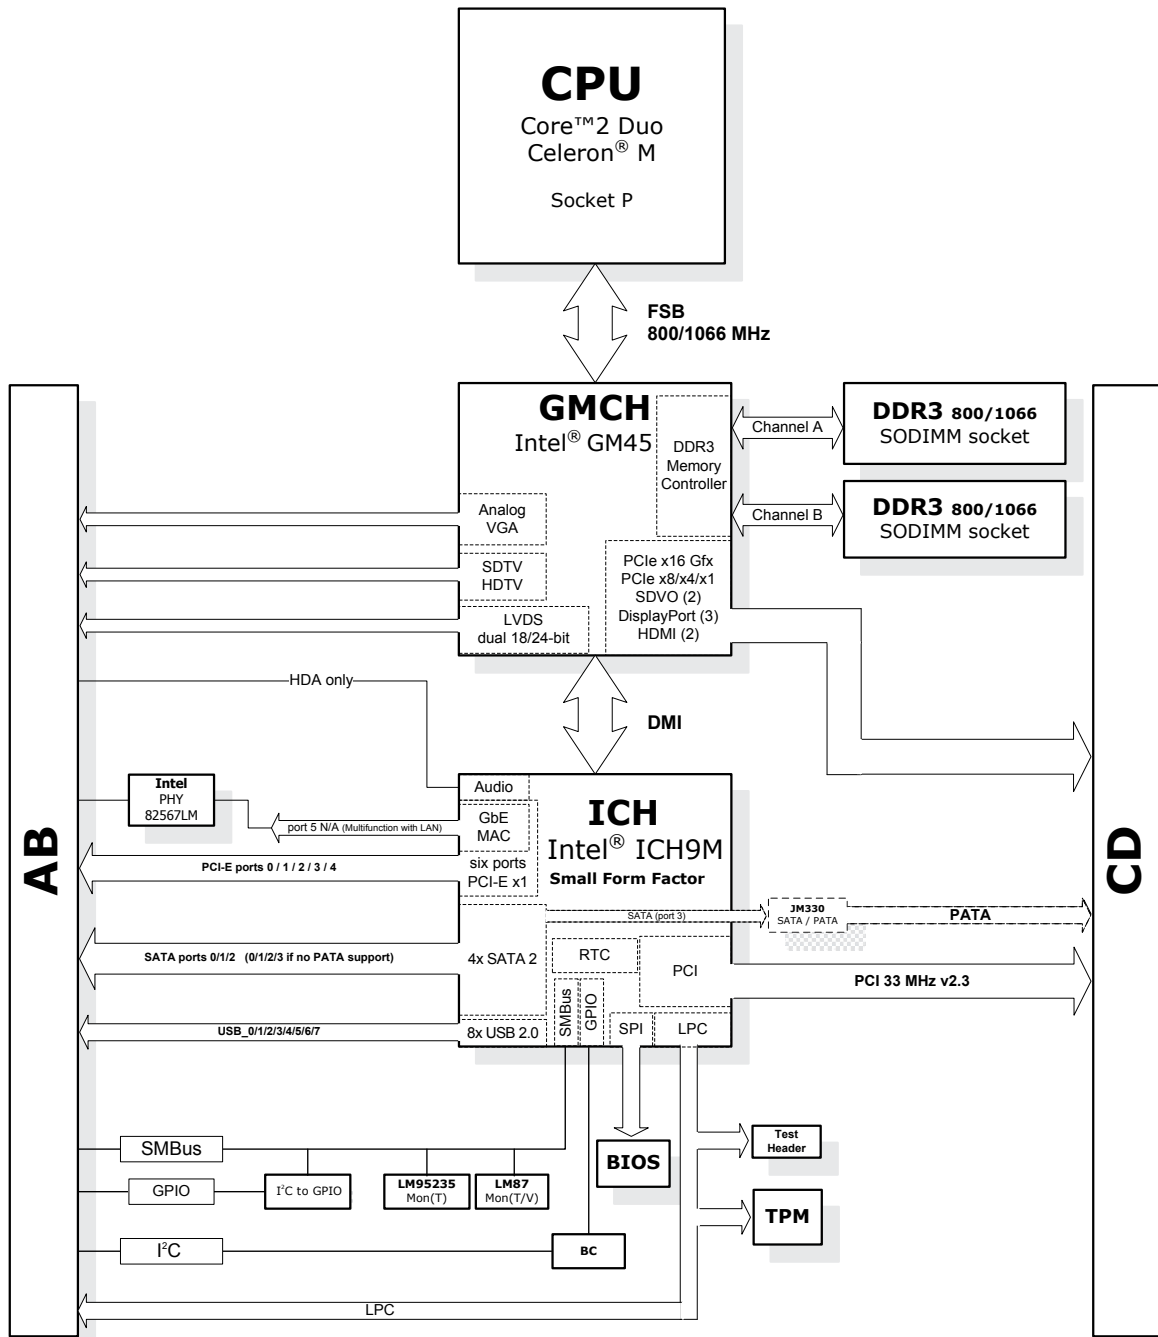 CPU
Core™2 Duo
Celeron® M
Socket P
FSB
800/1066 MHz
AB
CD
GMCH
Intel® GM45
DDR3
Memory
Controller
Channel A
DDR3 800/1066
SODIMM socket
Channel B
DDR3 800/1066
SODIMM socket
Analog
VGA
SDTV
HDTV
LVDS
dual 18/24-bit
PCIe x16 Gfx
PCIe x8/x4/x1
SDVO (2)
DisplayPort (3)
HDMI (2)
HDA only
DMI
Intel
PHY
82567LM
port 5 N/A (Multifunction with LAN)
Audio
GbE
MAC
six ports
PCI-E x1
ICH
Intel® ICH9M
Small Form Factor
PCI-E ports 0 / 1 / 2 / 3 / 4
SATA (port 3)
JM330
SATA / PATA
PATA
SATA ports 0/1/2 (0/1/2/3 if no PATA support)
4x SATA 2
RTC
PCI
PCI 33 MHz v2.3
USB_0/1/2/3/4/5/6/7
8x USB 2.0
SMBus
GPIO
SPI
LPC
SMBus
GPIO
I²C to GPIO
LM95235
Mon(T)
LM87
Mon(T/V)
BIOS
Test
Header
TPM
I²C
BC
LPC